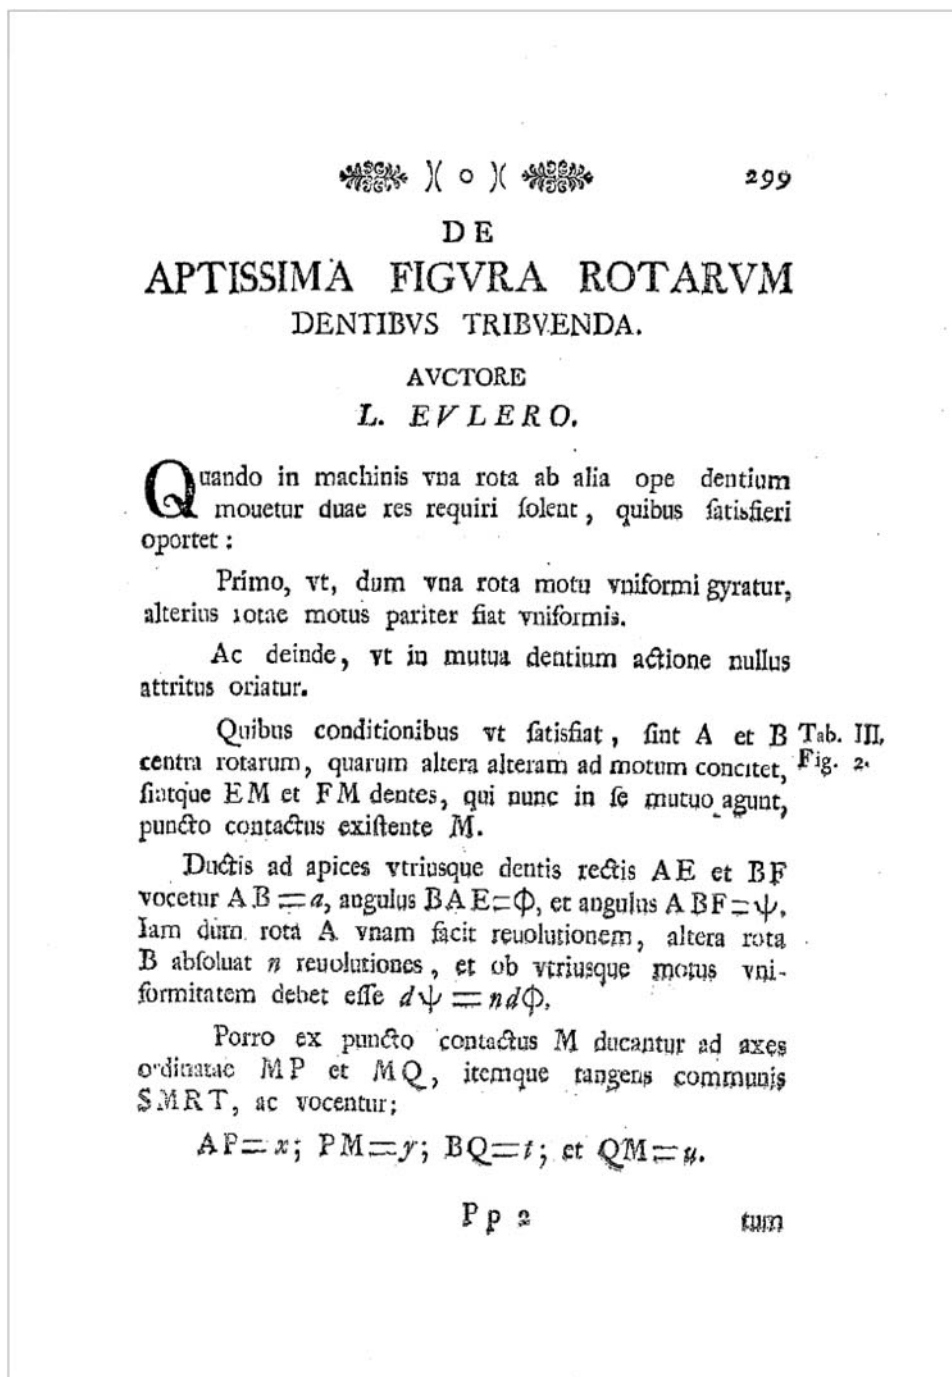 )( o )( 299
DE
APTISSIMA FIGVRA ROTARVM
DENTIBVS TRIBVENDA.
AVCTORE
L. EVLERO.
Quando in machinis vna rota ab alia ope dentium
mouetur duae res requiri ſolent, quibus ſatisfieri
oportet:
Primo, vt, dum vna rota motu vniformi gyratur,
alterius rotae motus pariter fiat vniformis.
Ac deinde, vt in mutua dentium actione nullus
attritus oriatur.
Quibus conditionibus vt ſatisfiat, ſint A et B Tab. III.
centra rotarum, quarum altera alteram ad motum concitet, Fig. 2.
ſintque EM et FM dentes, qui nunc in ſe mutuo agunt,
puncto contactus exiſtente M.
Ductis ad apices vtriusque dentis rectis AE et BF
vocetur AB=a, angulus BAE=Φ, et angulus ABF=ψ.
Iam dum rota A vnam facit reuolutionem, altera rota
B abſoluat n reuolutiones, et ob vtriusque motus vni-
formitatem debet eſſe dψ=ndΦ.
Porro ex puncto contactus M ducantur ad axes
ordinatae MP et MQ, itemque tangens communis
SMRT, ac vocentur;
AP=x; PM=y; BQ=t; et QM=u.
Pp 2 tum